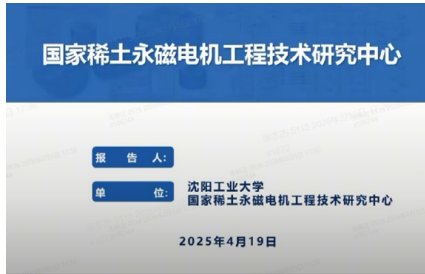 国家稀土永磁电机工程技术研究中心
报 告 人:
单 位:
沈阳工业大学
国家稀土永磁电机工程技术研究中心
2025年4月19日